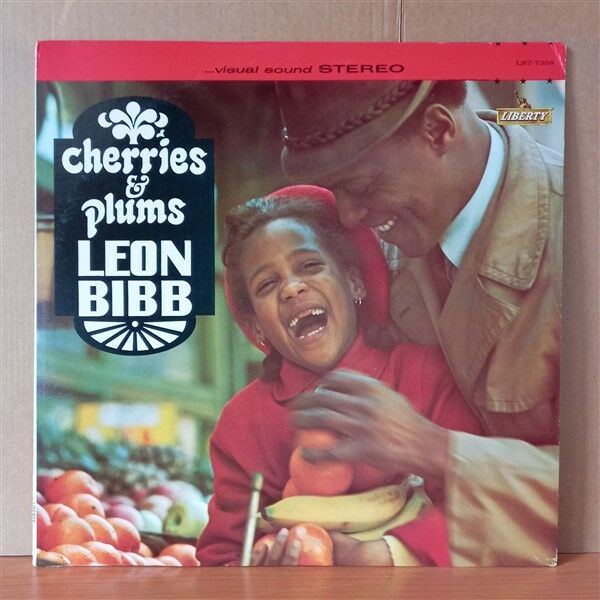 ...visual sound STEREO
LST-7358
LIBERTY
cherries
&
plums
LEON
BIBB